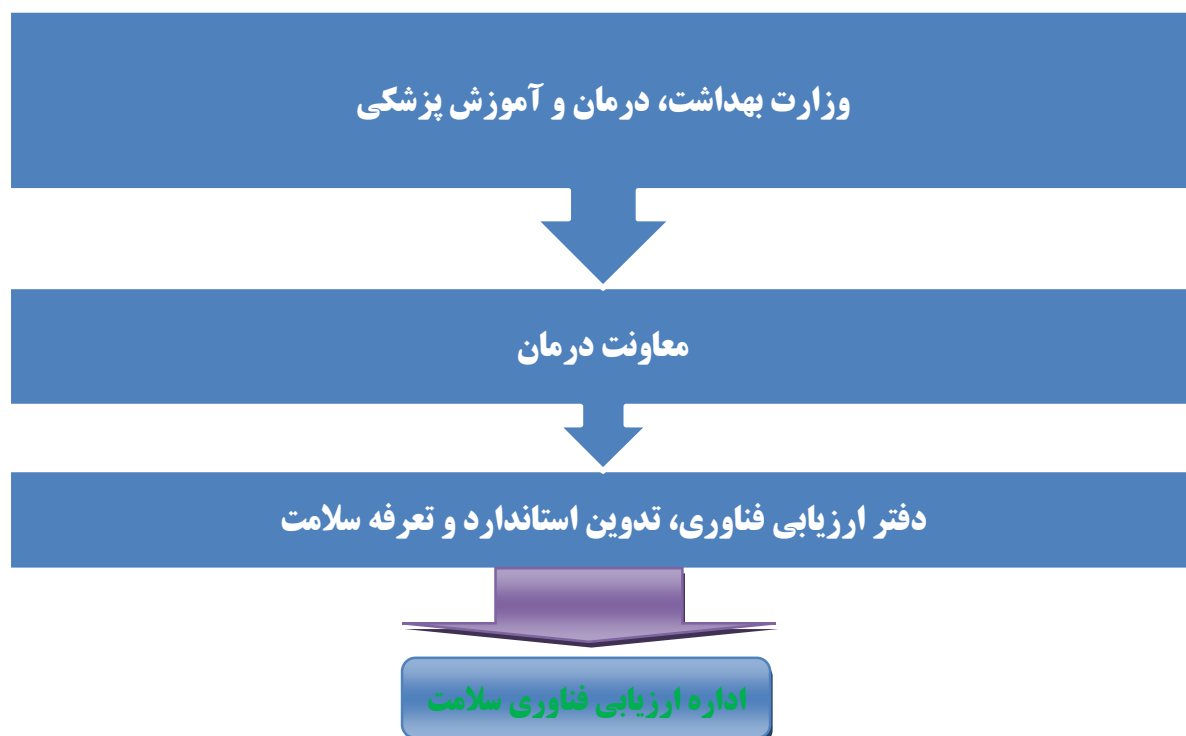 وزارت بهداشت، درمان و آموزش پزشکی
معاونت درمان
دفتر ارزیابی فناوری، تدوین استاندارد و تعرفه سلامت
اداره ارزیابی فناوری سلامت